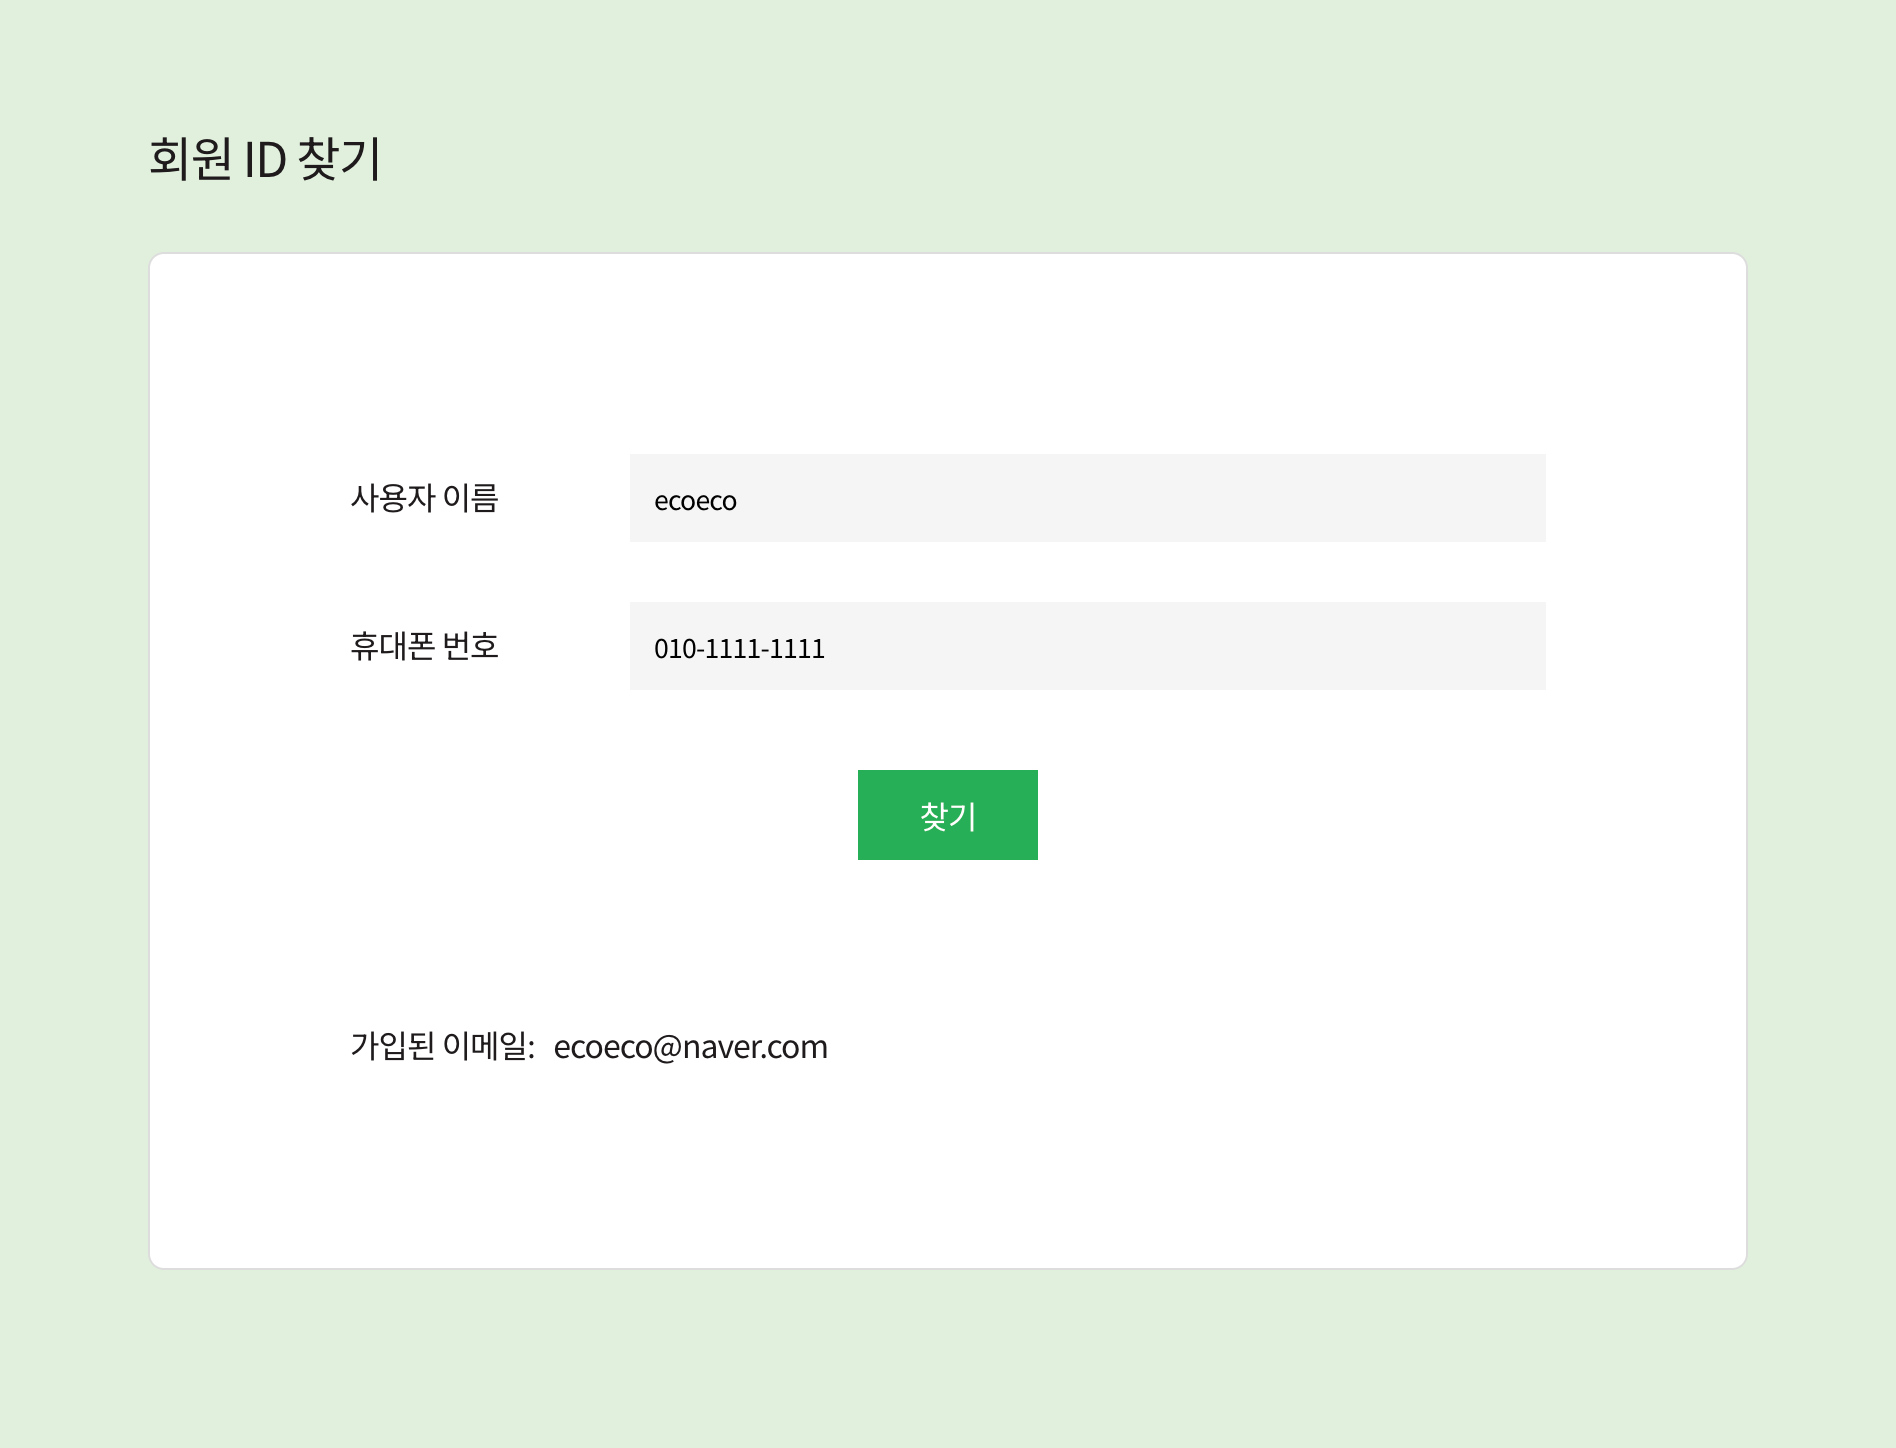 회원 ID 찾기
사용자 이름 ecoeco
휴대폰 번호 010-1111-1111
찾기
가입된 이메일: ecoeco@naver.com